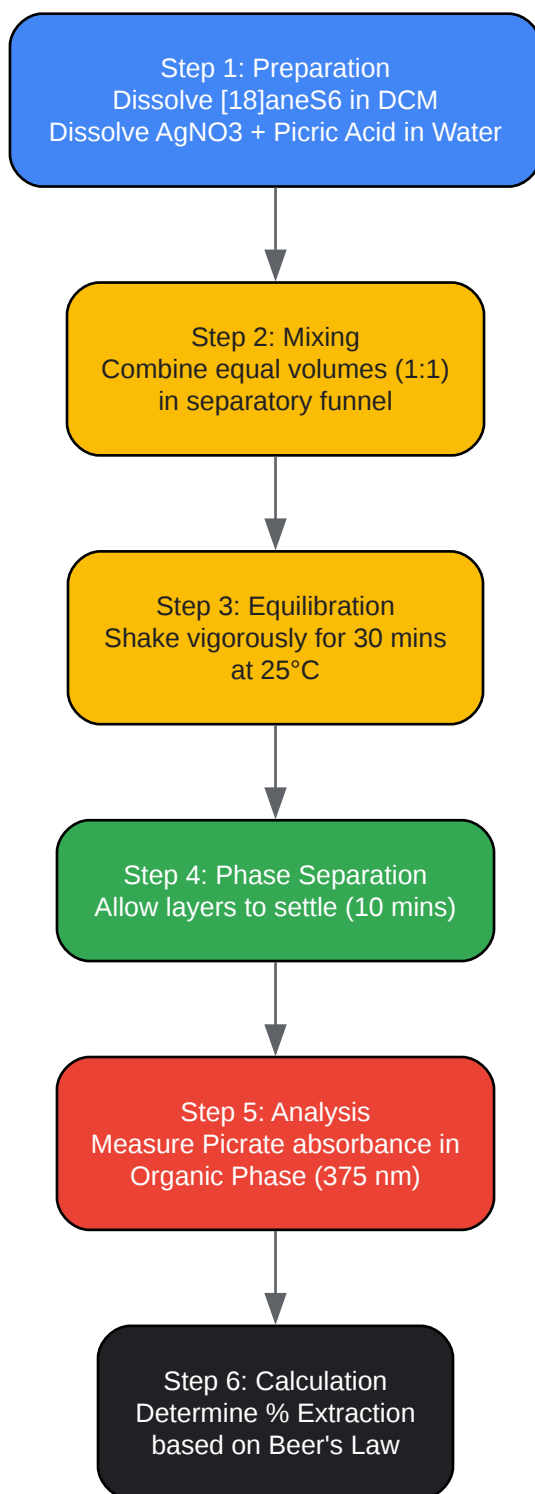 Step 1: Preparation
Dissolve [18]aneS6 in DCM
Dissolve AgNO3 + Picric Acid in Water
Step 2: Mixing
Combine equal volumes (1:1)
in separatory funnel
Step 3: Equilibration
Shake vigorously for 30 mins
at 25°C
Step 4: Phase Separation
Allow layers to settle (10 mins)
Step 5: Analysis
Measure Picrate absorbance in
Organic Phase (375 nm)
Step 6: Calculation
Determine % Extraction
based on Beer's Law